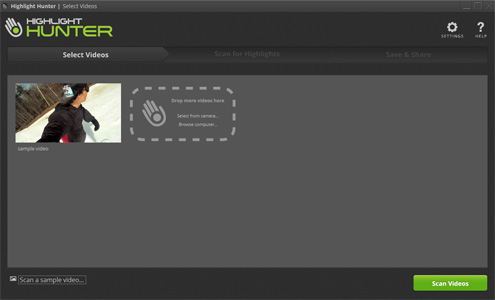 Highlight Hunter | Select Videos
HIGHLIGHT
HUNTER
SETTINGS
HELP
Select Videos
Scan for Highlights
Save & Share
Drop more videos here
Select from camera...
Browse computer...
sample video
Scan a sample video...
Scan Videos